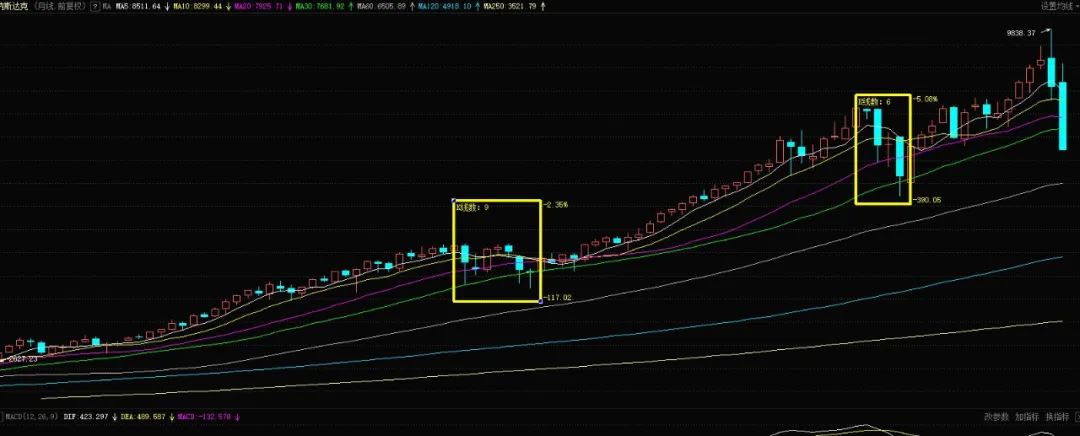 纳斯达克 (月线.前复权) ? MA MA5:8511.64 ↓ MA10:8299.44 ↓ MA20:7925.71 ↓ MA30:7681.92 ↑ MA60:6505.89 ↑ MA120:4918.10 ↑ MA250:3521.79 ↑ 设置均线
9838.37
K线数: 6 -5.08%
-390.05
K线数: 9 -2.35%
-117.02
2627.23
MACD(12,26,9) DIF:423.297 ↓ DEA:489.587 ↓ MACD:-132.578 ↓ 改参数 加指标 换指标